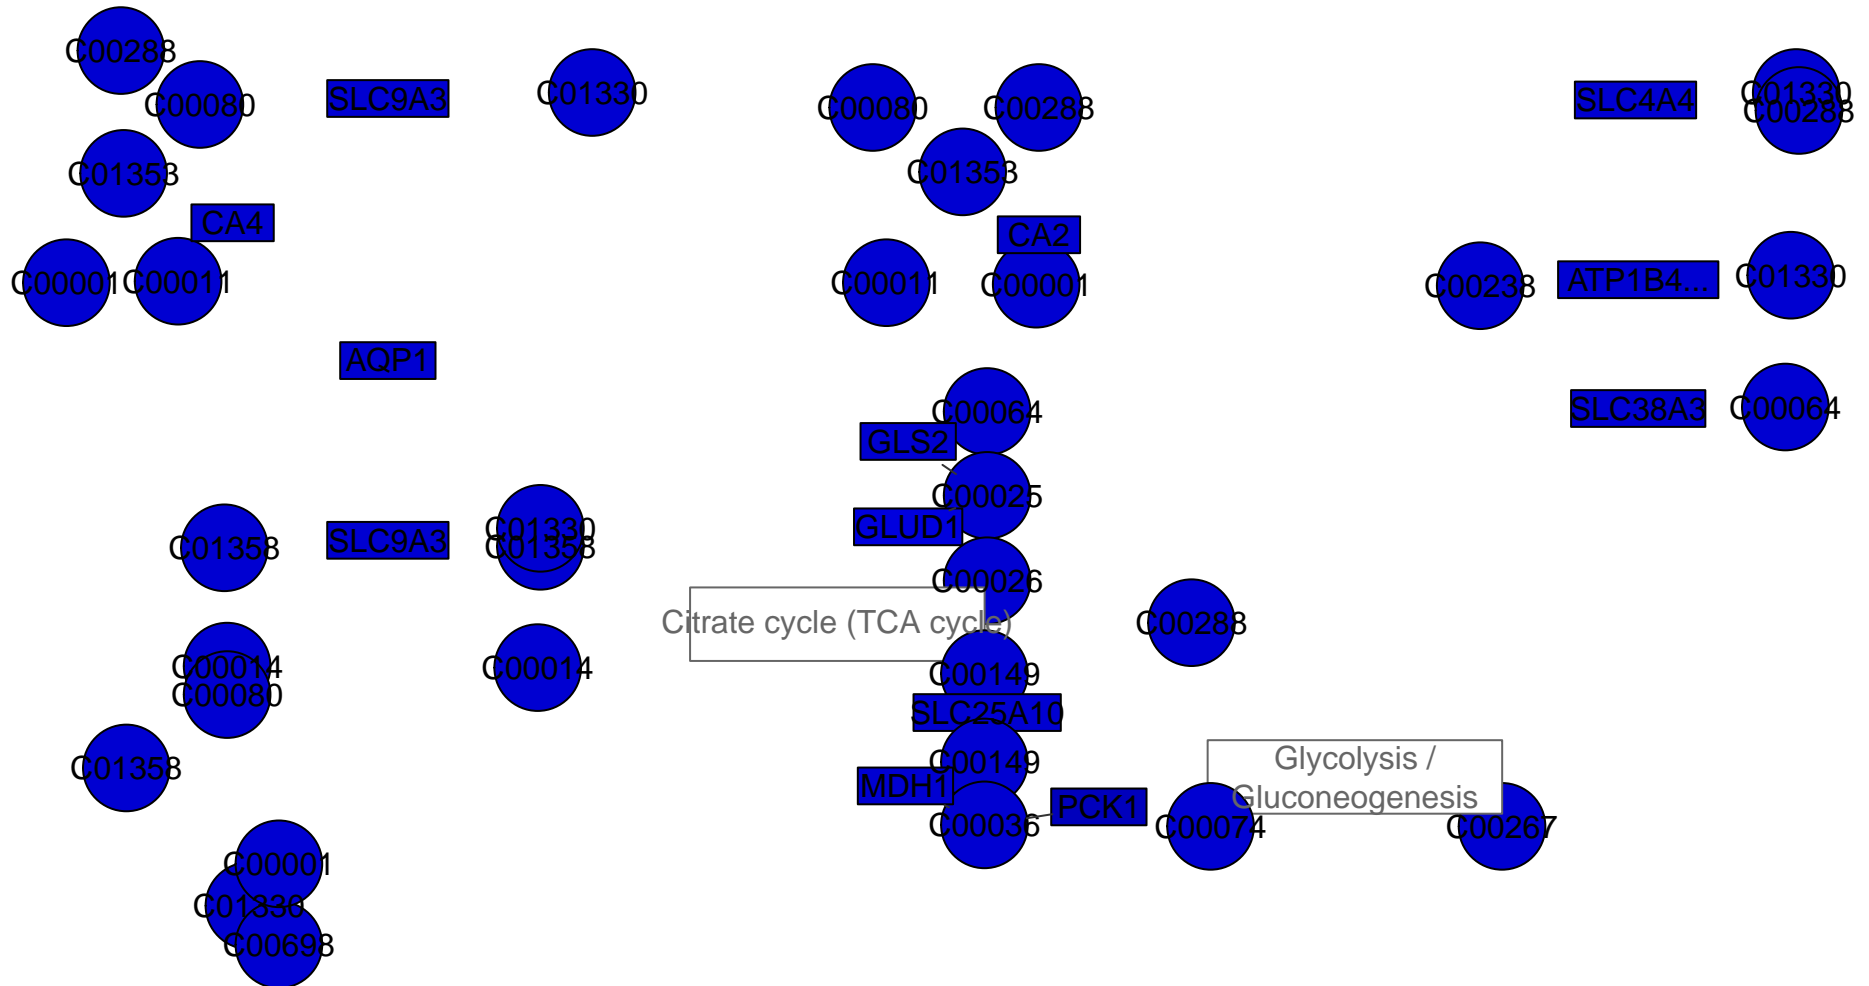 C00288
C00080
SLC9A3
C01330
C00080
C00288
SLC4A4
C01330
C00288
C01353
C01353
CA4
CA2
C00001
C00011
C00011
C00001
C00238
ATP1B4...
C01330
AQP1
C00064
SLC38A3
C00064
GLS2
C00025
GLUD1
C01358
SLC9A3
C01330
C01358
C00026
Citrate cycle (TCA cycle)
C00288
C00014
C00080
C00014
C00149
SLC25A10
C01358
C00149
Glycolysis /
Gluconeogenesis
MDH1
PCK1
C00036
C00074
C00267
C00001
C01330
C00698